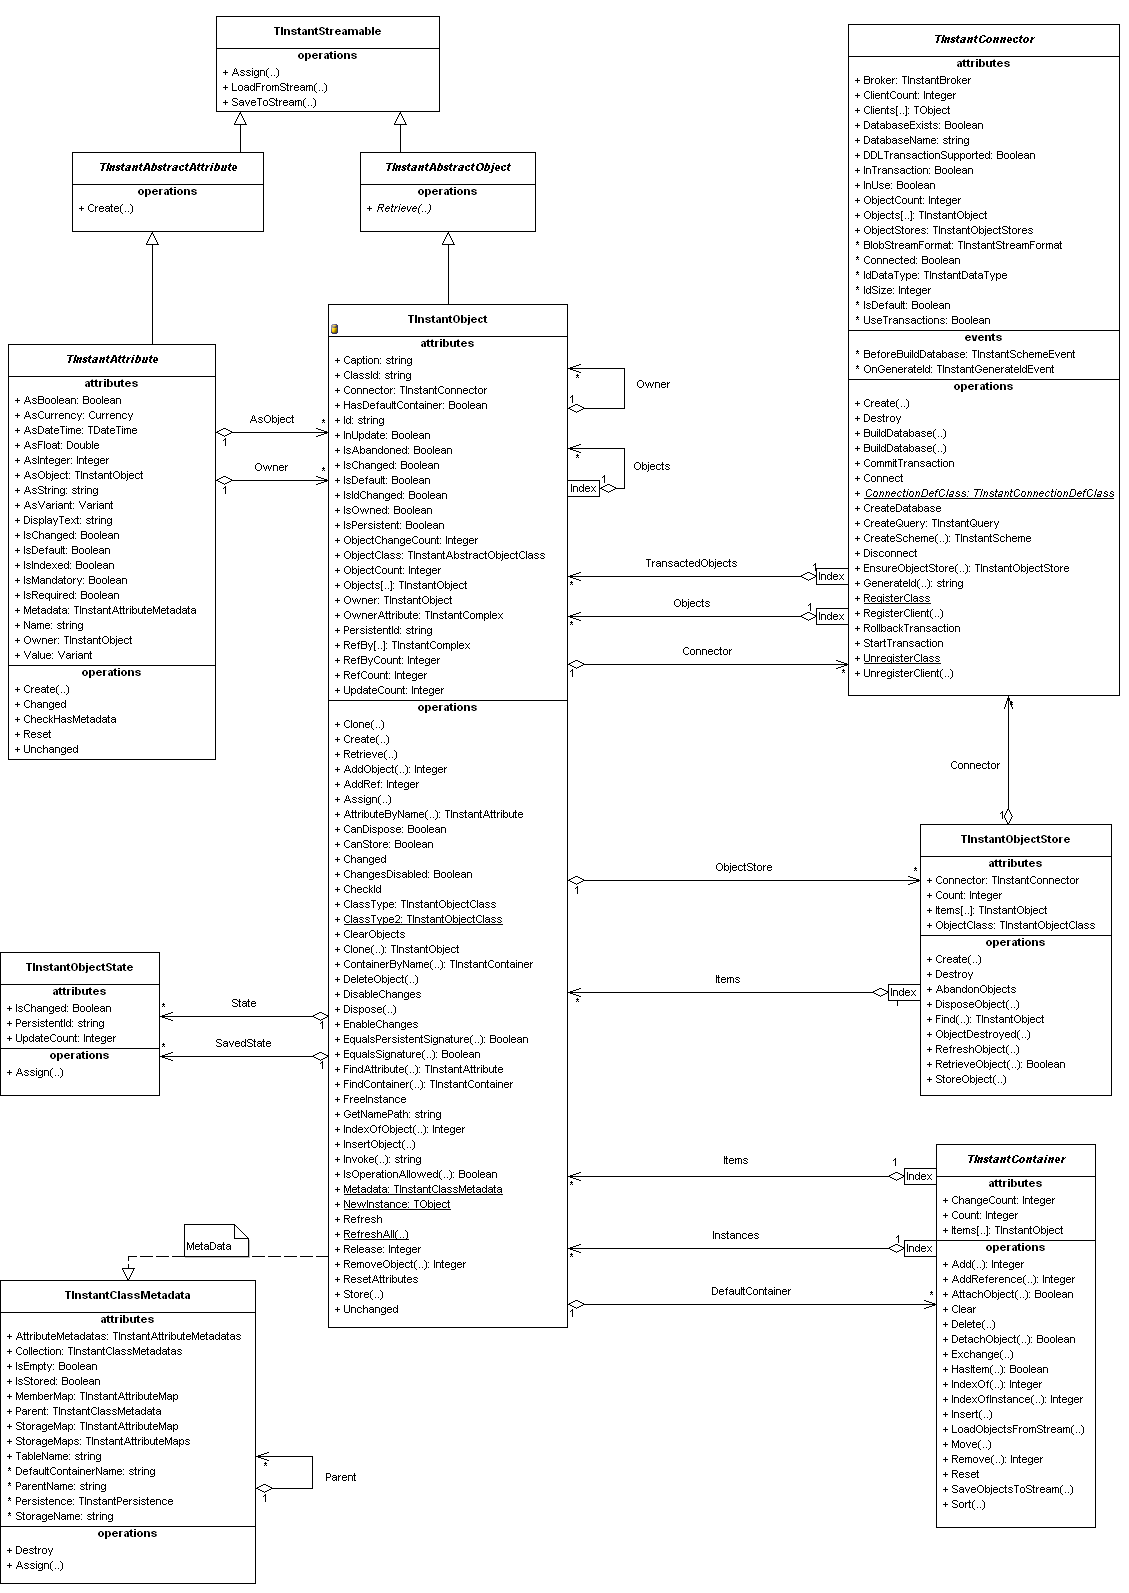 TInstantStreamable
operations
+ Assign(..)
+ LoadFromStream(..)
+ SaveToStream(..)
TInstantAbstractAttribute
operations
+ Create(..)
TInstantAbstractObject
operations
+ Retrieve(..)
TInstantConnector
attributes
+ Broker: TInstantBroker
+ ClientCount: Integer
+ Clients[..]: TObject
+ DatabaseExists: Boolean
+ DatabaseName: string
+ DDLTransactionSupported: Boolean
+ InTransaction: Boolean
+ InUse: Boolean
+ ObjectCount: Integer
+ Objects[..]: TInstantObject
+ ObjectStores: TInstantObjectStores
* BlobStreamFormat: TInstantStreamFormat
* Connected: Boolean
* IdDataType: TInstantDataType
* IdSize: Integer
* IsDefault: Boolean
* UseTransactions: Boolean
events
* BeforeBuildDatabase: TInstantSchemeEvent
* OnGenerateId: TInstantGenerateIdEvent
operations
+ Create(..)
+ Destroy
+ BuildDatabase(..)
+ BuildDatabase(..)
+ CommitTransaction
+ Connect
+ ConnectionDefClass: TInstantConnectionDefClass
+ CreateDatabase
+ CreateQuery: TInstantQuery
+ CreateScheme(..): TInstantScheme
+ Disconnect
+ EnsureObjectStore(..): TInstantObjectStore
+ GenerateId(..): string
+ RegisterClass
+ RegisterClient(..)
+ RollbackTransaction
+ StartTransaction
+ UnregisterClass
+ UnregisterClient(..)
TInstantAttribute
attributes
+ AsBoolean: Boolean
+ AsCurrency: Currency
+ AsDateTime: TDateTime
+ AsFloat: Double
+ AsInteger: Integer
+ AsObject: TInstantObject
+ AsString: string
+ AsVariant: Variant
+ DisplayText: string
+ IsChanged: Boolean
+ IsDefault: Boolean
+ IsIndexed: Boolean
+ IsMandatory: Boolean
+ IsRequired: Boolean
+ Metadata: TInstantAttributeMetadata
+ Name: string
+ Owner: TInstantObject
+ Value: Variant
operations
+ Create(..)
+ Changed
+ CheckHasMetadata
+ Reset
+ Unchanged
AsObject
1
*
Owner
1
*
TInstantObject
attributes
+ Caption: string
+ ClassId: string
+ Connector: TInstantConnector
+ HasDefaultContainer: Boolean
+ Id: string
+ InUpdate: Boolean
+ IsAbandoned: Boolean
+ IsChanged: Boolean
+ IsDefault: Boolean
+ IsIdChanged: Boolean
+ IsOwned: Boolean
+ IsPersistent: Boolean
+ ObjectChangeCount: Integer
+ ObjectClass: TInstantAbstractObjectClass
+ ObjectCount: Integer
+ Objects[..]: TInstantObject
+ Owner: TInstantObject
+ OwnerAttribute: TInstantComplex
+ PersistentId: string
+ RefBy[..]: TInstantComplex
+ RefByCount: Integer
+ RefCount: Integer
+ UpdateCount: Integer
operations
+ Clone(..)
+ Create(..)
+ Retrieve(..)
+ AddObject(..): Integer
+ AddRef: Integer
+ Assign(..)
+ AttributeByName(..): TInstantAttribute
+ CanDispose: Boolean
+ CanStore: Boolean
+ Changed
+ ChangesDisabled: Boolean
+ CheckId
+ ClassType: TInstantObjectClass
+ ClassType2: TInstantObjectClass
+ ClearObjects
+ Clone(..): TInstantObject
+ ContainerByName(..): TInstantContainer
+ DeleteObject(..)
+ DisableChanges
+ Dispose(..)
+ EnableChanges
+ EqualsPersistentSignature(..): Boolean
+ EqualsSignature(..): Boolean
+ FindAttribute(..): TInstantAttribute
+ FindContainer(..): TInstantContainer
+ FreeInstance
+ GetNamePath: string
+ IndexOfObject(..): Integer
+ InsertObject(..)
+ Invoke(..): string
+ IsOperationAllowed(..): Boolean
+ Metadata: TInstantClassMetadata
+ NewInstance: TObject
+ Refresh
+ RefreshAll(..)
+ Release: Integer
+ RemoveObject(..): Integer
+ ResetAttributes
+ Store(..)
+ Unchanged
*
1
Owner
*
1
Objects
Index
TransactedObjects
*
1
Index
Objects
*
1
Index
Connector
1
*
*
Connector
1
TInstantObjectStore
attributes
+ Connector: TInstantConnector
+ Count: Integer
+ Items[..]: TInstantObject
+ ObjectClass: TInstantObjectClass
operations
+ Create(..)
+ Destroy
+ AbandonObjects
+ DisposeObject(..)
+ Find(..): TInstantObject
+ ObjectDestroyed(..)
+ RefreshObject(..)
+ RetrieveObject(..): Boolean
+ StoreObject(..)
ObjectStore
1
*
Items
*
1
Index
TInstantObjectState
attributes
+ IsChanged: Boolean
+ PersistentId: string
+ UpdateCount: Integer
operations
+ Assign(..)
State
*
1
SavedState
*
1
Items
*
1
Index
Instances
*
1
Index
DefaultContainer
1
*
TInstantContainer
attributes
+ ChangeCount: Integer
+ Count: Integer
+ Items[..]: TInstantObject
operations
+ Add(..): Integer
+ AddReference(..): Integer
+ AttachObject(..): Boolean
+ Clear
+ Delete(..)
+ DetachObject(..): Boolean
+ Exchange(..)
+ HasItem(..): Boolean
+ IndexOf(..): Integer
+ IndexOfInstance(..): Integer
+ Insert(..)
+ LoadObjectsFromStream(..)
+ Move(..)
+ Remove(..): Integer
+ Reset
+ SaveObjectsToStream(..)
+ Sort(..)
MetaData
TInstantClassMetadata
attributes
+ AttributeMetadatas: TInstantAttributeMetadatas
+ Collection: TInstantClassMetadatas
+ IsEmpty: Boolean
+ IsStored: Boolean
+ MemberMap: TInstantAttributeMap
+ Parent: TInstantClassMetadata
+ StorageMap: TInstantAttributeMap
+ StorageMaps: TInstantAttributeMaps
+ TableName: string
* DefaultContainerName: string
* ParentName: string
* Persistence: TInstantPersistence
* StorageName: string
operations
+ Destroy
+ Assign(..)
*
1
Parent